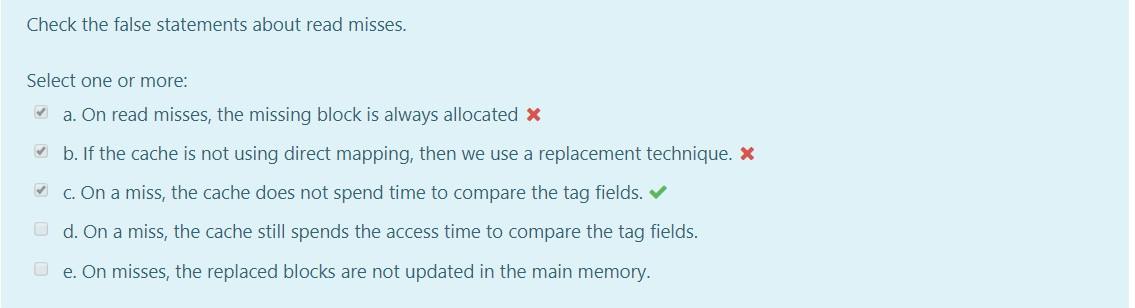 Check the false statements about read misses.
Select one or more:
a. On read misses, the missing block is always allocated
b. If the cache is not using direct mapping, then we use a replacement technique.
c. On a miss, the cache does not spend time to compare the tag fields.
d. On a miss, the cache still spends the access time to compare the tag fields.
e. On misses, the replaced blocks are not updated in the main memory.